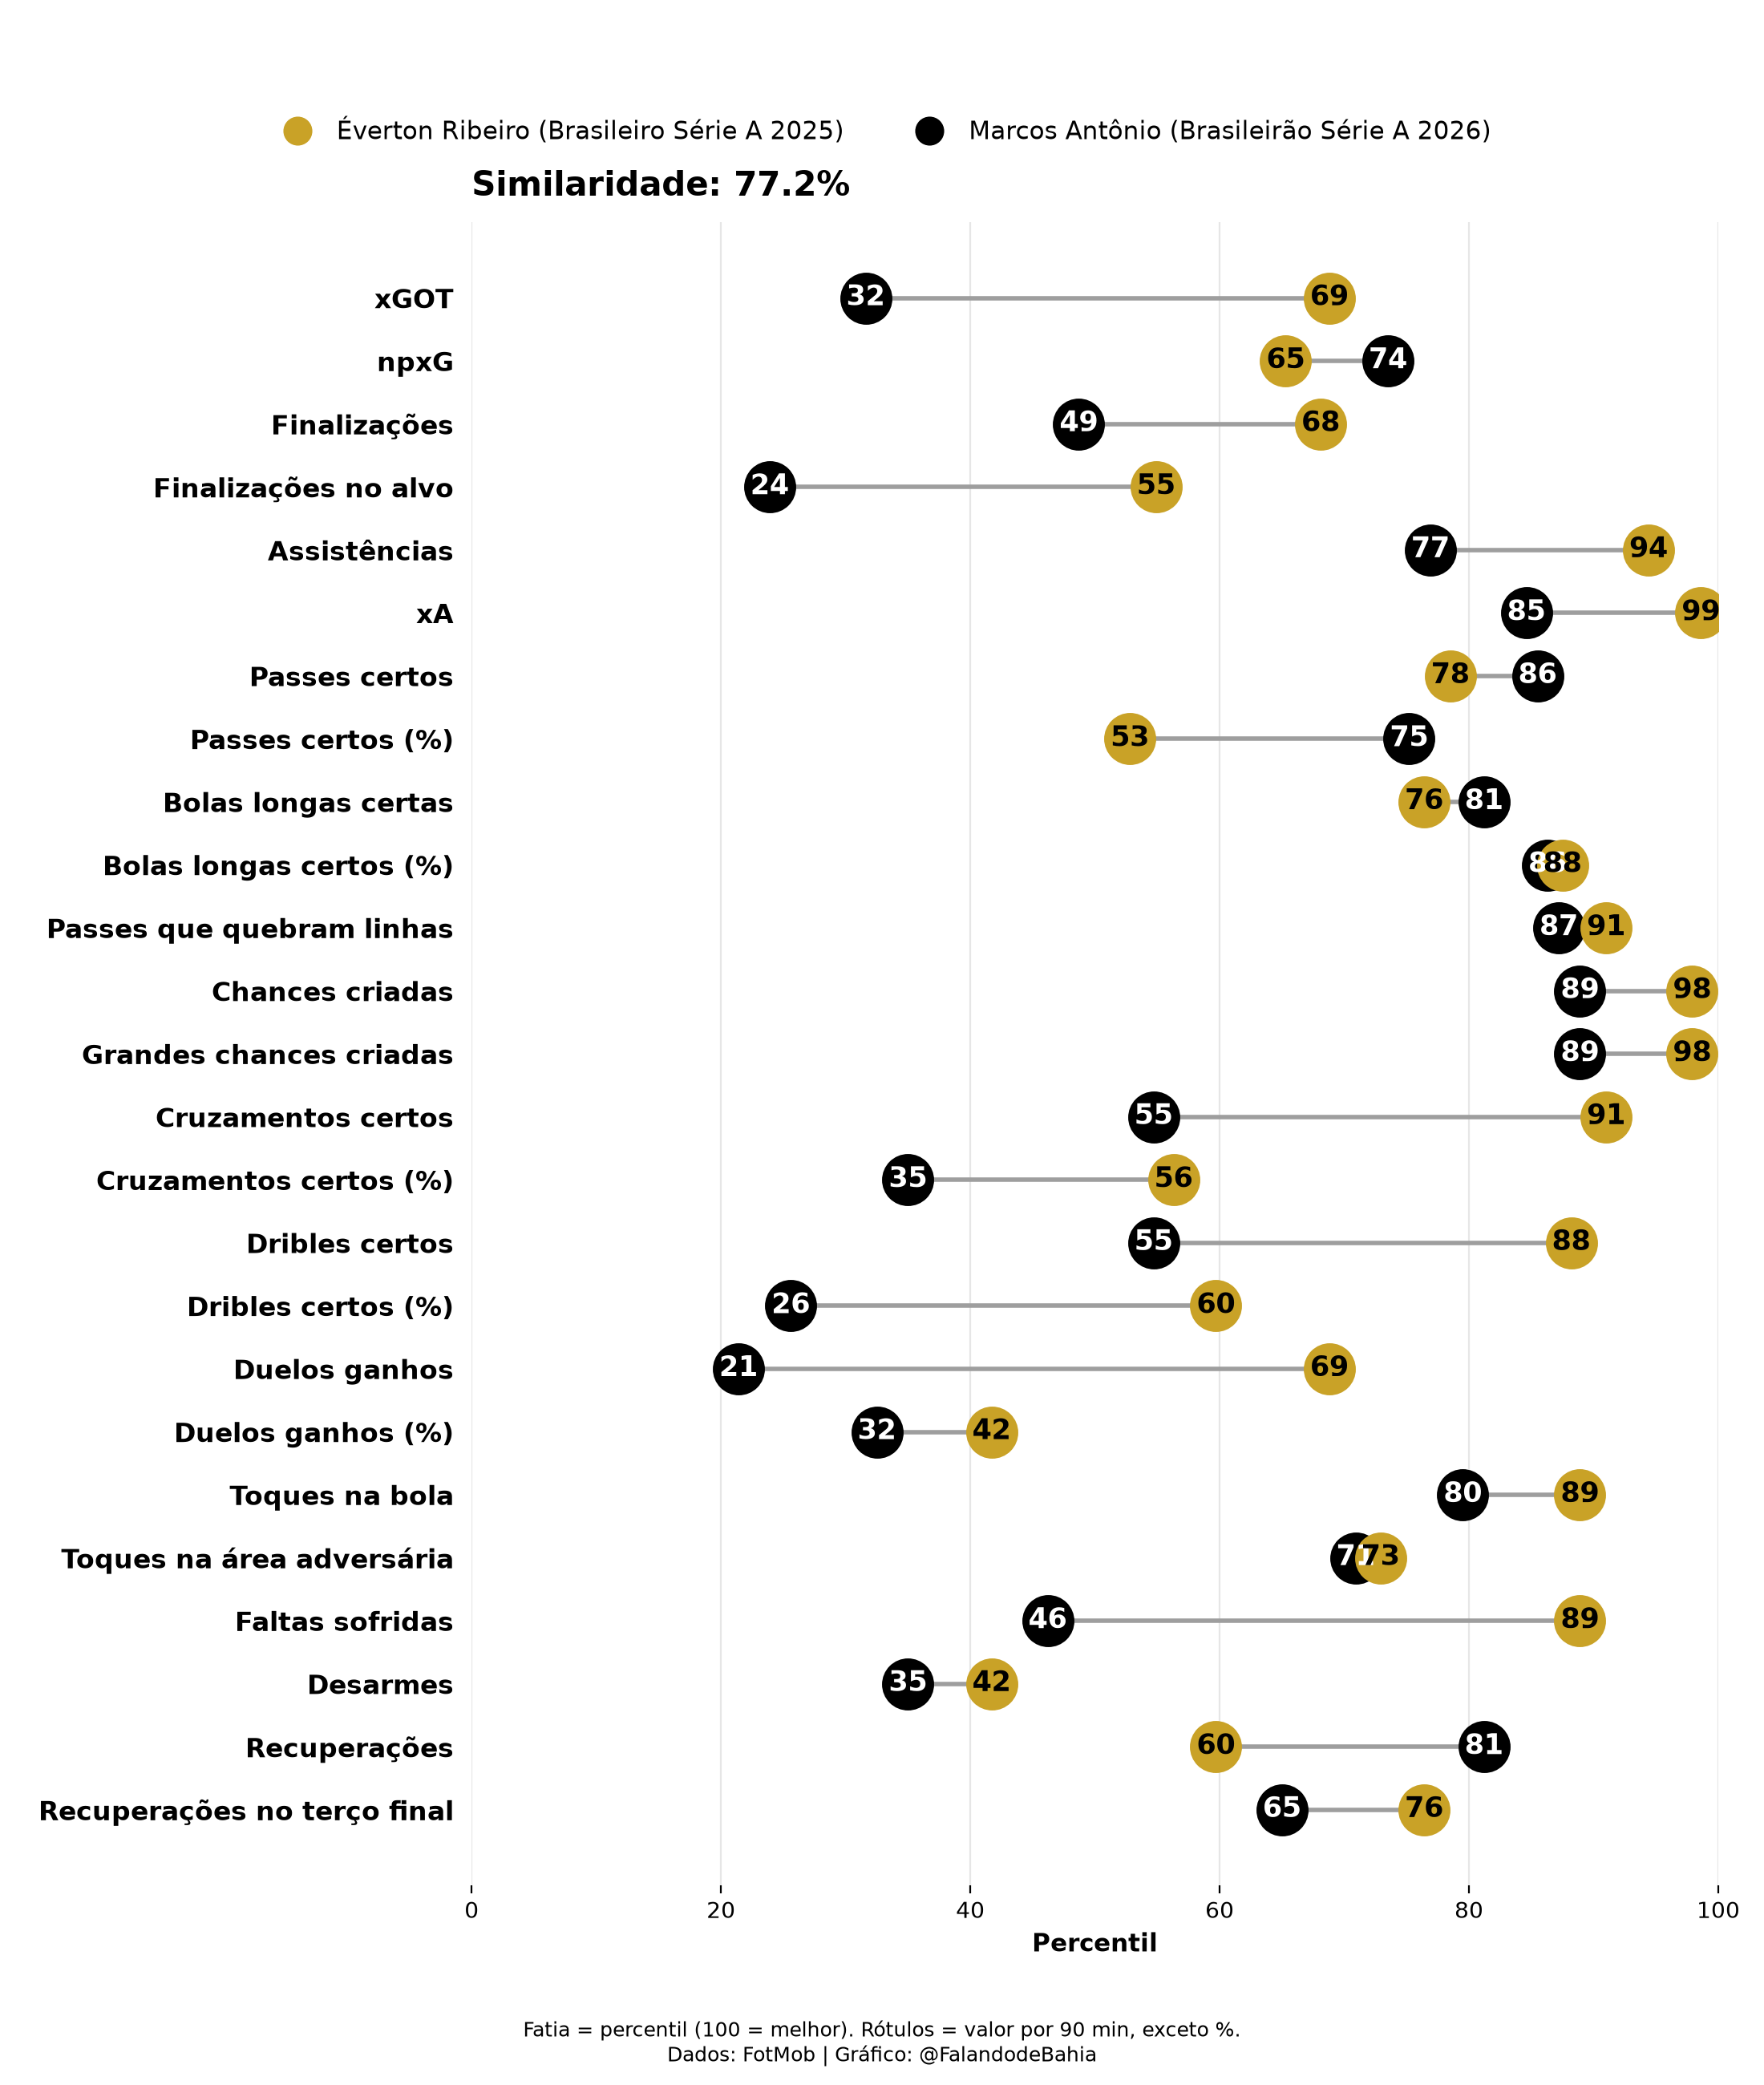 Éverton Ribeiro (Brasileiro Série A 2025) Marcos Antônio (Brasileirão Série A 2026)
Similaridade: 77.2%
xGOT 32 69
npxG 65 74
Finalizações 49 68
Finalizações no alvo 24 55
Assistências 77 94
xA 85 99
Passes certos 78 86
Passes certos (%) 53 75
Bolas longas certas 76 81
Bolas longas certos (%) 88
Passes que quebram linhas 87 91
Chances criadas 89 98
Grandes chances criadas 89 98
Cruzamentos certos 55 91
Cruzamentos certos (%) 35 56
Dribles certos 55 88
Dribles certos (%) 26 60
Duelos ganhos 21 69
Duelos ganhos (%) 32 42
Toques na bola 80 89
Toques na área adversária 71 73
Faltas sofridas 46 89
Desarmes 35 42
Recuperações 60 81
Recuperações no terço final 65 76
0 20 40 60 80 100
Percentil
Fatia = percentil (100 = melhor). Rótulos = valor por 90 min, exceto %.
Dados: FotMob | Gráfico: @FalandodeBahia